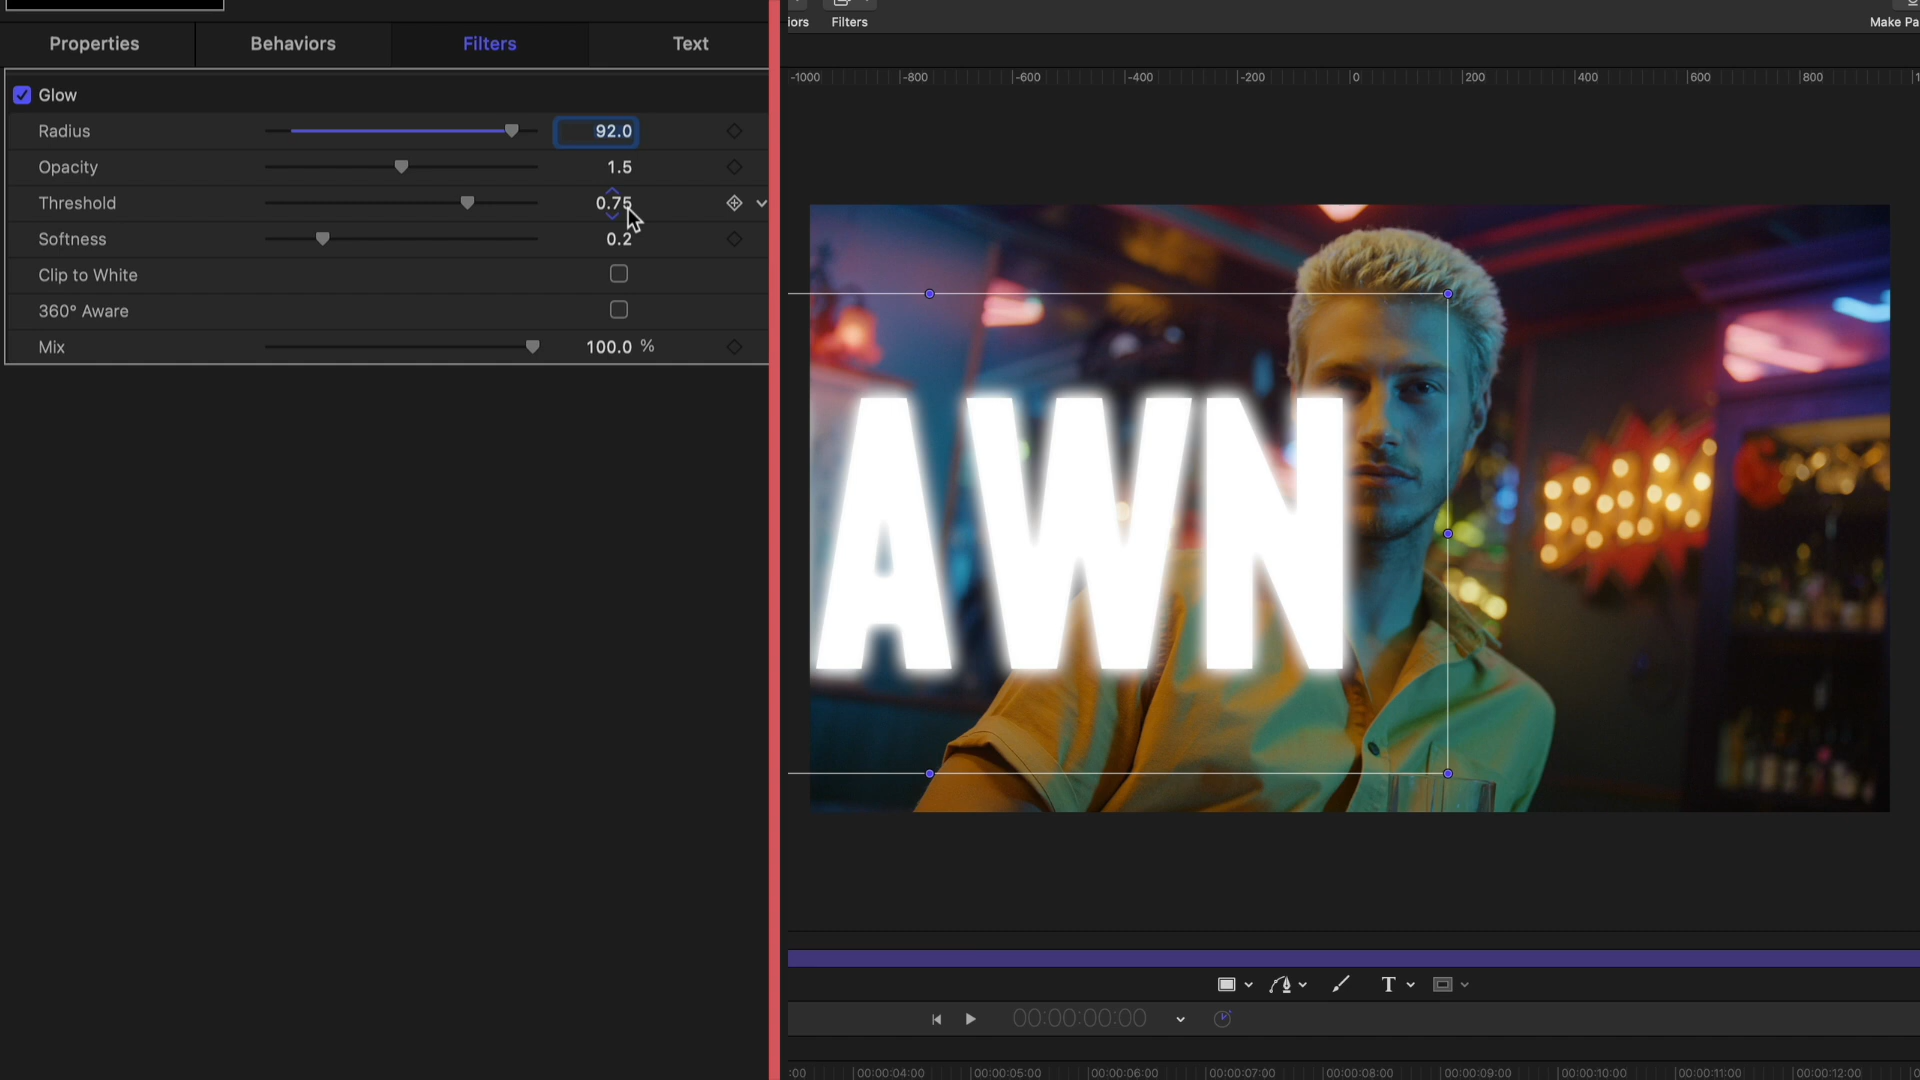 Properties
Behaviors
Filters
Text
Glow
Radius 92.0
Opacity 1.5
Threshold 0.75
Softness 0.2
Clip to White
360° Aware
Mix 100.0 %
iors
Filters
Make Pa
-1000 -800 -600 -400 -200 0 200 400 600 800 1
AWN
BAR
T
00:00:00:00
:00 00:00:04:00 00:00:05:00 00:00:06:00 00:00:07:00 00:00:08:00 00:00:09:00 00:00:10:00 00:00:11:00 00:00:12:00